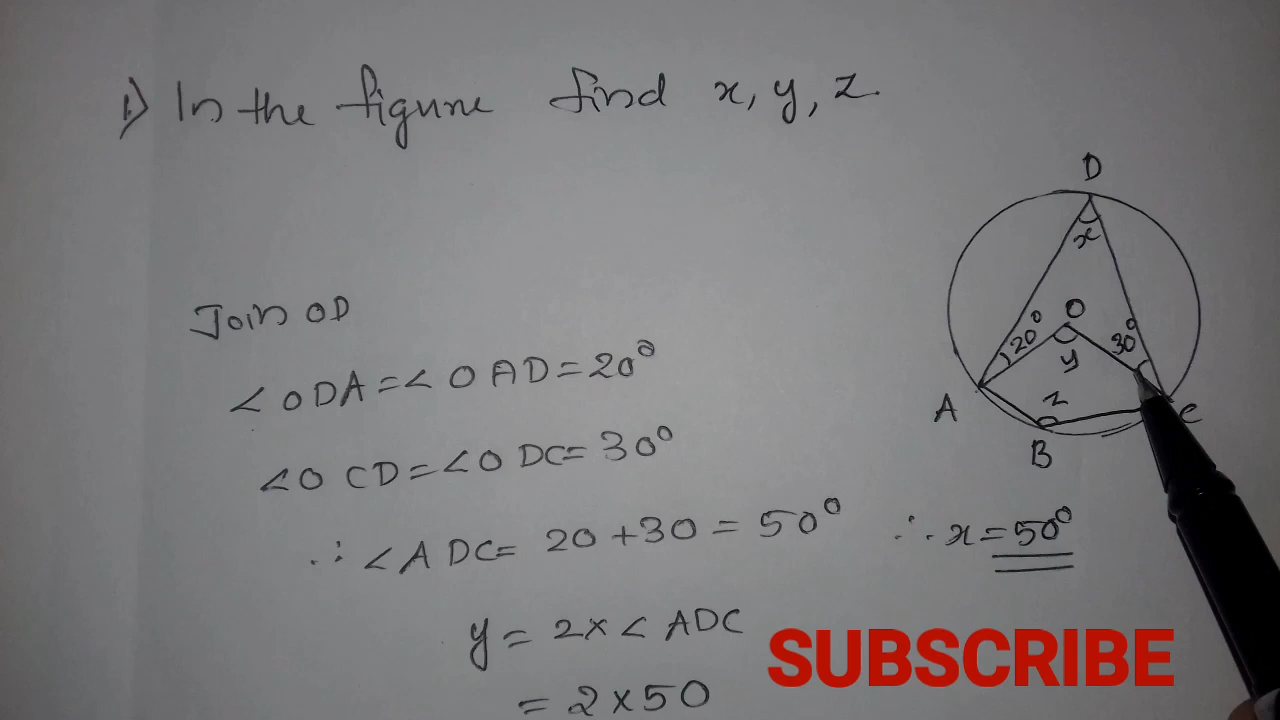 1.) In the figure find x, y, z.
D
x
O
20°
30°
y
z
A
C
B
Join OD
∠ODA=∠OAD=20°
∠OCD=∠ODC=30°
∴ ∠ADC= 20+30=50° ∴ x=50°
y=2×∠ADC
=2×50
SUBSCRIBE